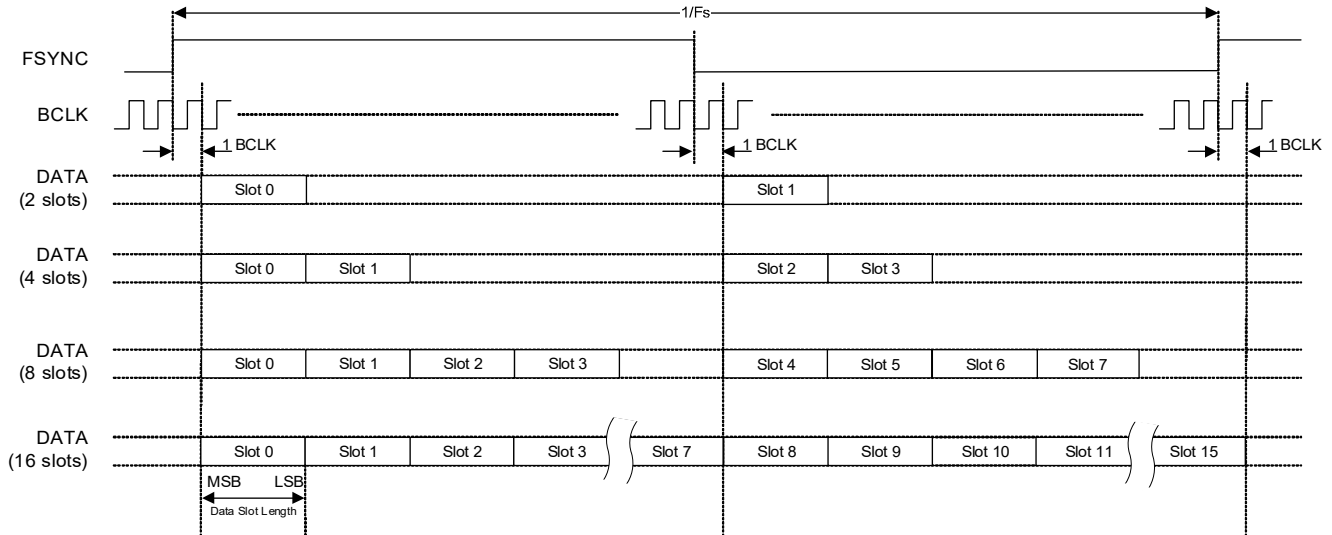 1/Fs
FSYNC
BCLK
1 BCLK 1 BCLK 1 BCLK
DATA
(2 slots)
Slot 0 Slot 1
DATA
(4 slots)
Slot 0 Slot 1 Slot 2 Slot 3
DATA
(8 slots)
Slot 0 Slot 1 Slot 2 Slot 3 Slot 4 Slot 5 Slot 6 Slot 7
DATA
(16 slots)
Slot 0 Slot 1 Slot 2 Slot 3 Slot 7 Slot 8 Slot 9 Slot 10 Slot 11 Slot 15
MSB LSB
Data Slot Length